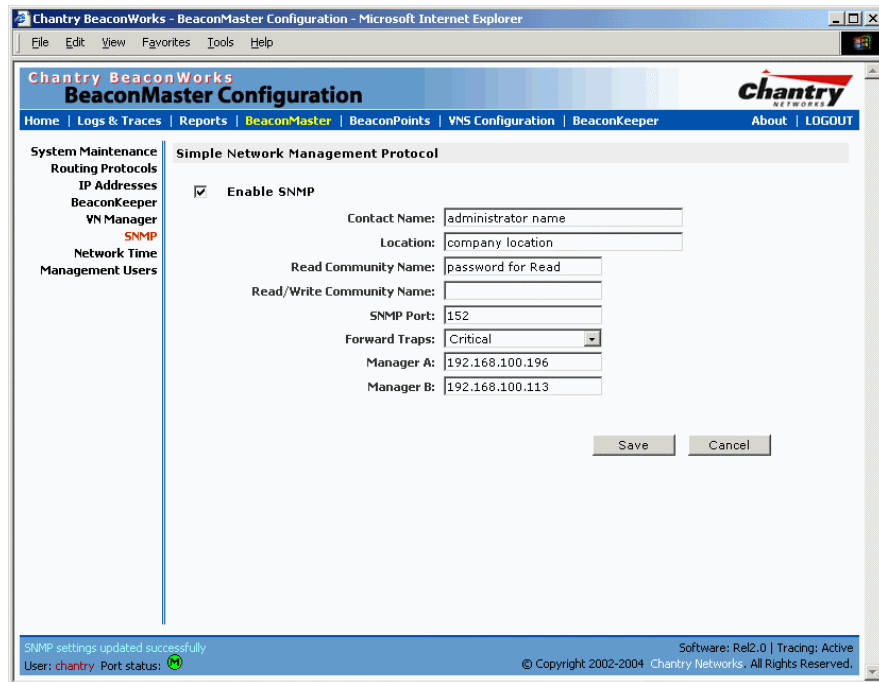 Chantry BeaconWorks - BeaconMaster Configuration - Microsoft Internet Explorer
File Edit View Favorites Tools Help
Chantry BeaconWorks
BeaconMaster Configuration
Chantry
NETWORKS
Home | Logs & Traces | Reports | BeaconMaster | BeaconPoints | VNS Configuration | BeaconKeeper About | LOGOUT
System Maintenance
Routing Protocols
IP Addresses
BeaconKeeper
VN Manager
SNMP
Network Time
Management Users
Simple Network Management Protocol
Enable SNMP
Contact Name: administrator name
Location: company location
Read Community Name: password for Read
Read/Write Community Name:
SNMP Port: 152
Forward Traps: Critical
Manager A: 192.168.100.196
Manager B: 192.168.100.113
Save Cancel
SNMP settings updated successfully
Software: Rel2.0 | Tracing: Active
User: chantry Port status: M
© Copyright 2002-2004 Chantry Networks. All Rights Reserved.